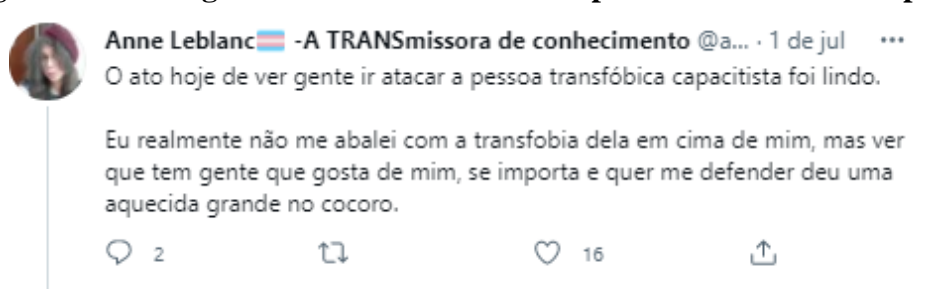 Anne Leblanc🏳️‍⚧️ -A TRANSmissora de conhecimento @a... · 1 de jul ···
O ato hoje de ver gente ir atacar a pessoa transfóbica capacitista foi lindo.
Eu realmente não me abalei com a transfobia dela em cima de mim, mas ver
que tem gente que gosta de mim, se importa e quer me defender deu uma
aquecida grande no cocoro.
2 16